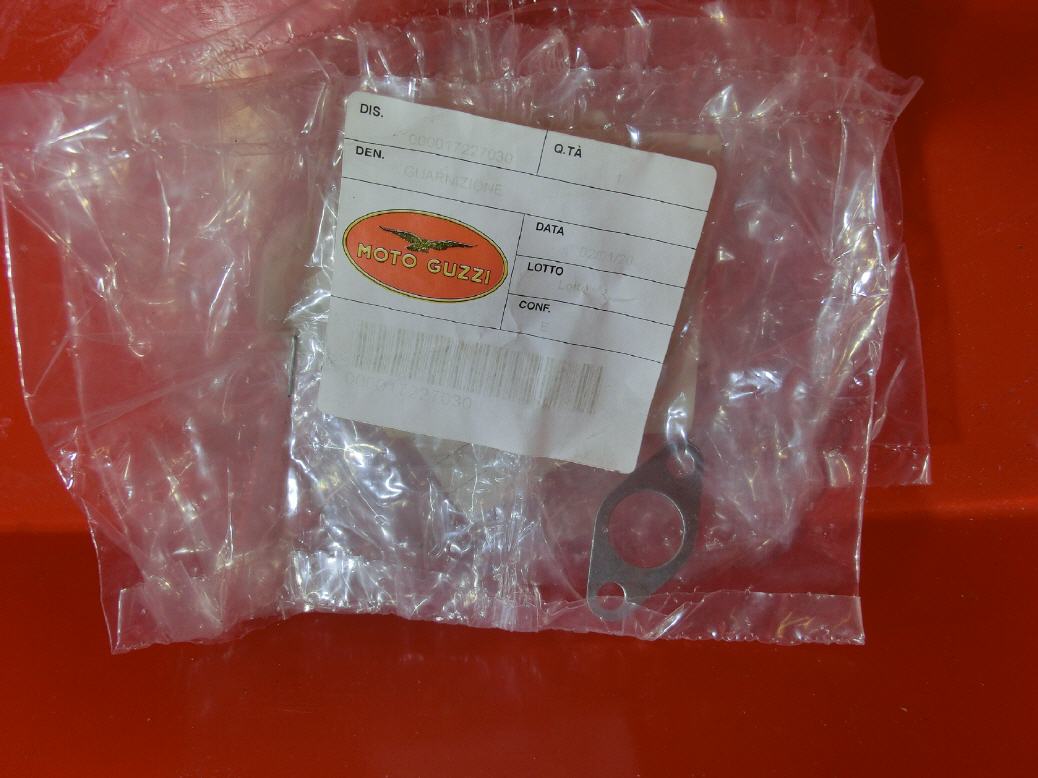 DIS.
000017227030
Q.TÀ
1
DEN.
GUARNIZIONE
MOTO GUZZI
DATA
LOTTO
CONF.
E
000017227030